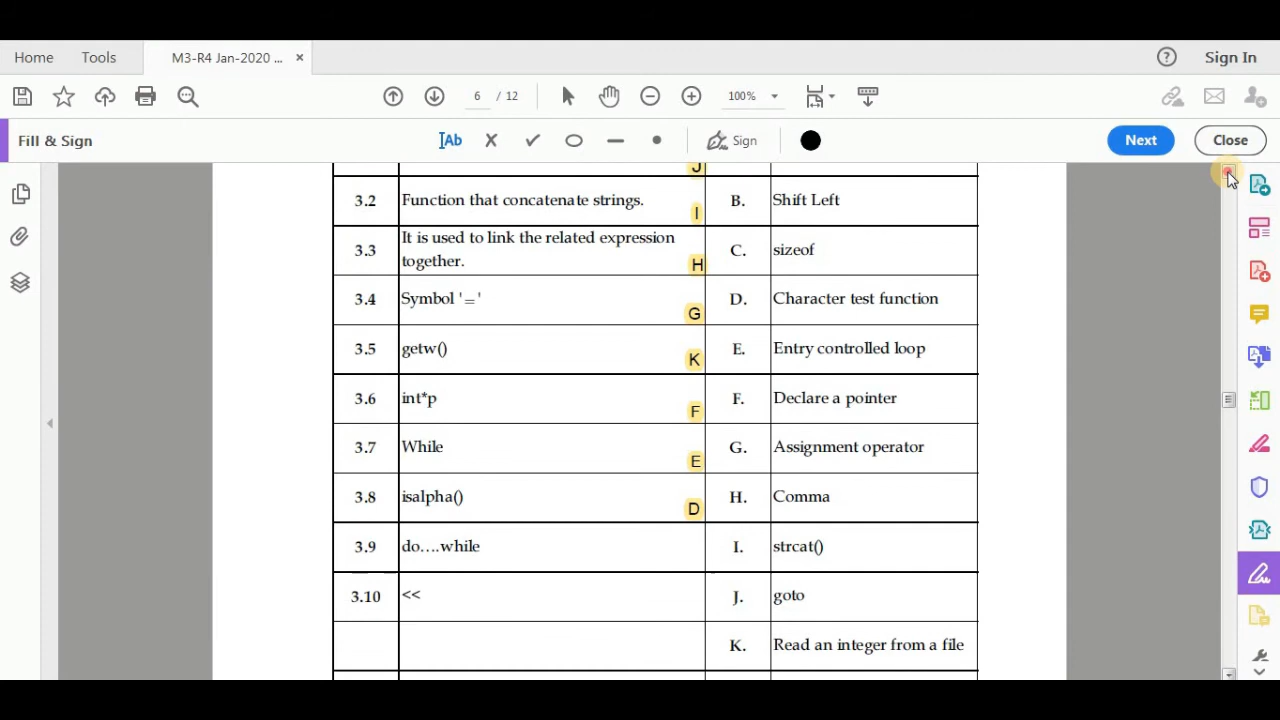 Home Tools M3-R4 Jan-2020 ... × ? Sign In
6 / 12 100%
Fill & Sign Ab Sign Next Close
J
3.2 Function that concatenate strings. I B. Shift Left
3.3 It is used to link the related expression together. H C. sizeof
3.4 Symbol '=' G D. Character test function
3.5 getw() K E. Entry controlled loop
3.6 int*p F F. Declare a pointer
3.7 While E G. Assignment operator
3.8 isalpha() D H. Comma
3.9 do....while I. strcat()
3.10 << J. goto
K. Read an integer from a file